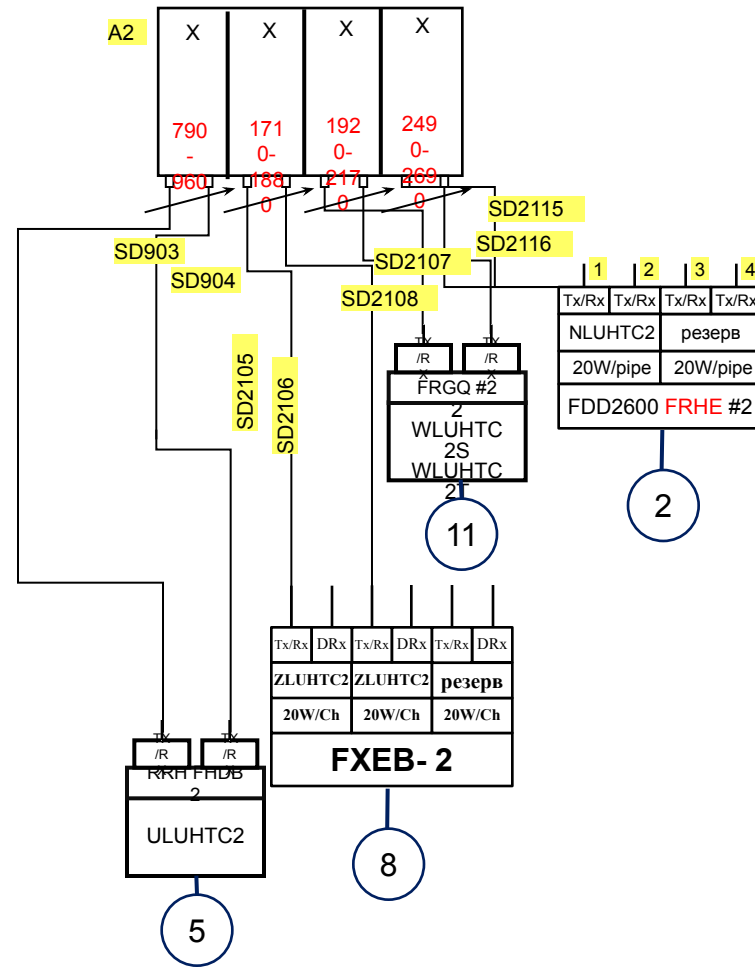 A2
X
X
X
X
790
-
960
171
0-
188
0
192
0-
217
0
249
0-
269
0
SD903
SD904
SD2105
SD2106
SD2107
SD2108
SD2115
SD2116
1
2
3
4
Tx/Rx
Tx/Rx
Tx/Rx
Tx/Rx
NLUHTC2
резерв
20W/pipe
20W/pipe
FDD2600 FRHE #2
2
TX
/R
X
TX
/R
X
FRGQ #2
2
WLUHTC
2S
WLUHTC
2T
11
Tx/Rx
DRx
Tx/Rx
DRx
Tx/Rx
DRx
ZLUHTC2
ZLUHTC2
резерв
20W/Ch
20W/Ch
20W/Ch
FXEB- 2
8
TX
/R
X
TX
/R
X
RRH FHDB
2
ULUHTC2
5